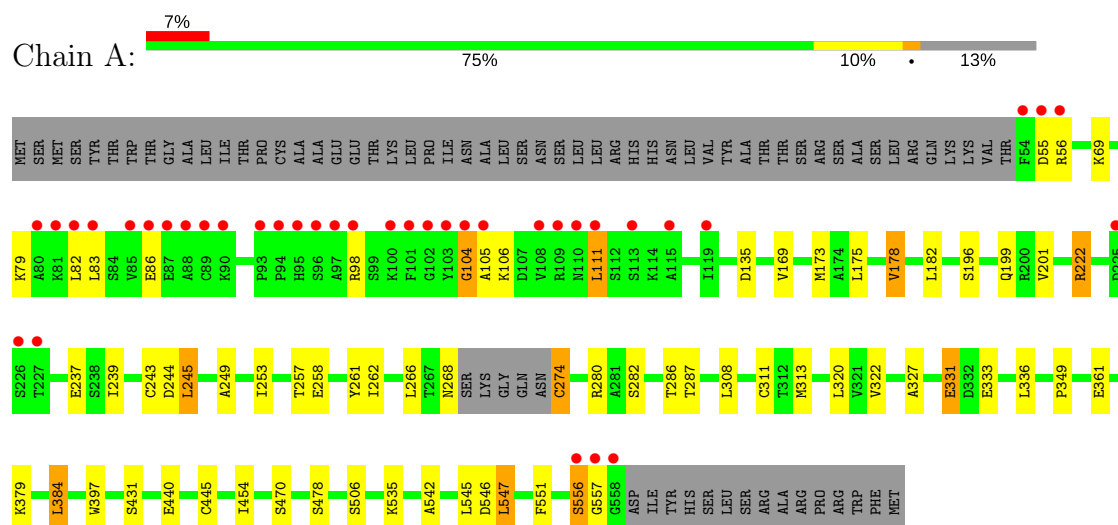 7%
Chain A:
75%
10%
.
13%
MET SER MET SER TYR THR TRP THR GLY ALA LEU ILE THR PRO CYS ALA ALA GLU GLU THR LYS LEU PRO ILE ASN ALA LEU SER ASN SER LEU LEU ARG HIS HIS ASN LEU VAL TYR ALA THR THR SER ARG SER ALA SER LEU ARG GLN LYS LYS VAL THR F54 D55 R56 K69
K79 A80 K81 L82 L83 S84 V85 E86 E87 A88 C89 K90 P93 P94 H95 S96 A97 R98 S99 K100 F101 G102 Y103 G104 A105 K106 D107 V108 R109 N110 L111 S112 S113 K114 A115 I119 D135 V169 M173 A174 L175 V178 L182 S196 Q199 R200 V201 R222 D225
S226 T227 E237 S238 I239 C243 D244 L245 A249 I253 T257 E258 Y261 I262 L266 T267 N268 SER LYS GLY GLN ASN C274 R280 A281 S282 T286 T287 L308 C311 T312 M313 L320 V321 V322 A327 E331 D332 E333 L336 P349 E361
K379 L384 W397 S431 E440 C445 I454 S470 S478 S506 K535 A542 L545 D546 L547 F551 S556 G557 G558 ASP ILE TYR HIS SER LEU SER ARG ALA ARG PRO ARG TRP PHE MET